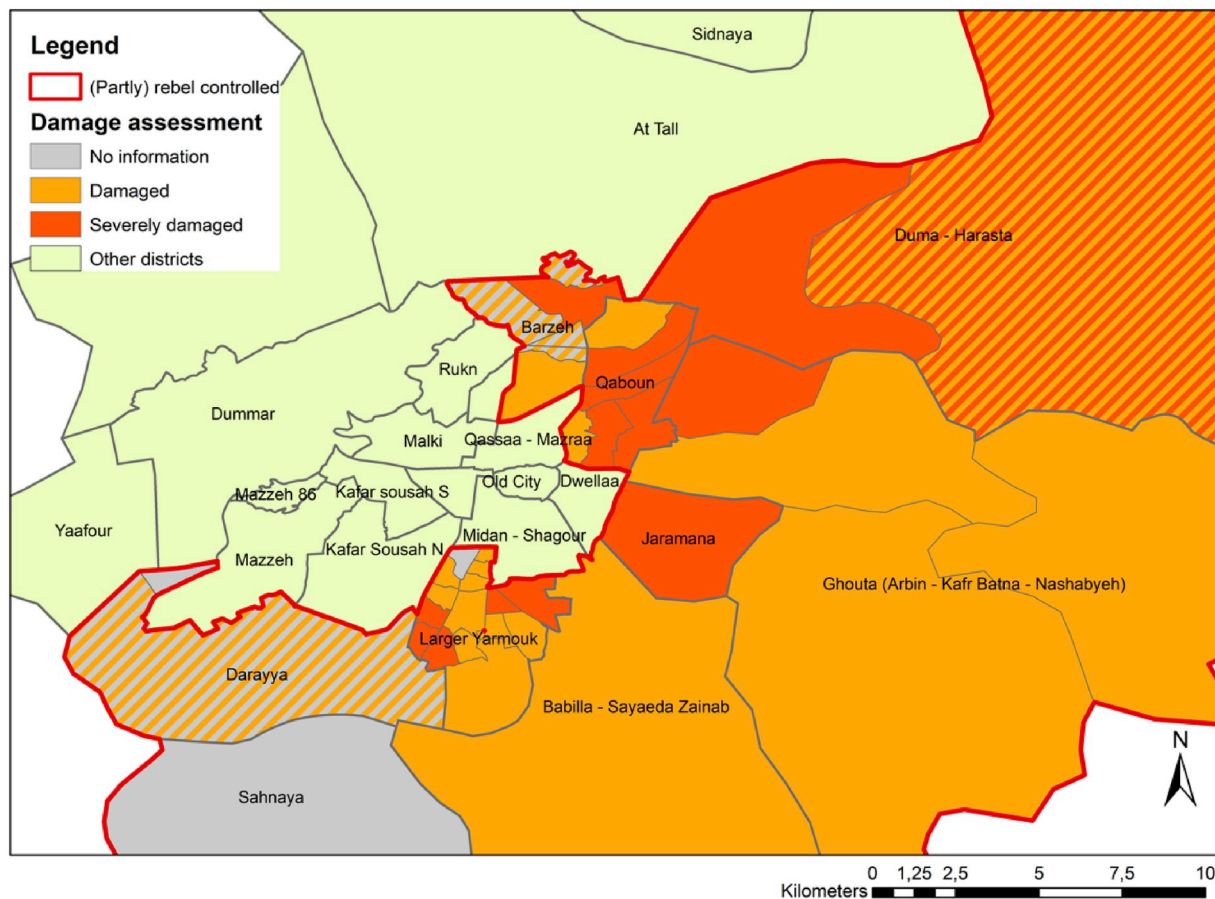 Legend
(Partly) rebel controlled
Damage assessment
No information
Damaged
Severely damaged
Other districts
Sidnaya
At Tall
Duma - Harasta
Barzeh
Rukn
Qaboun
Dummar
Malki
Qassaa - Mazraa
Mazzeh 86
Kafar sousah S
Old City
Dwellaa
Yaafour
Mazzeh
Kafar Sousah N
Midan - Shagour
Jaramana
Ghouta (Arbin - Kafr Batna - Nashabyeh)
Larger Yarmouk
Darayya
Babilla - Sayaeda Zainab
Sahnaya
N
0 1,25 2,5 5 7,5 10
Kilometers